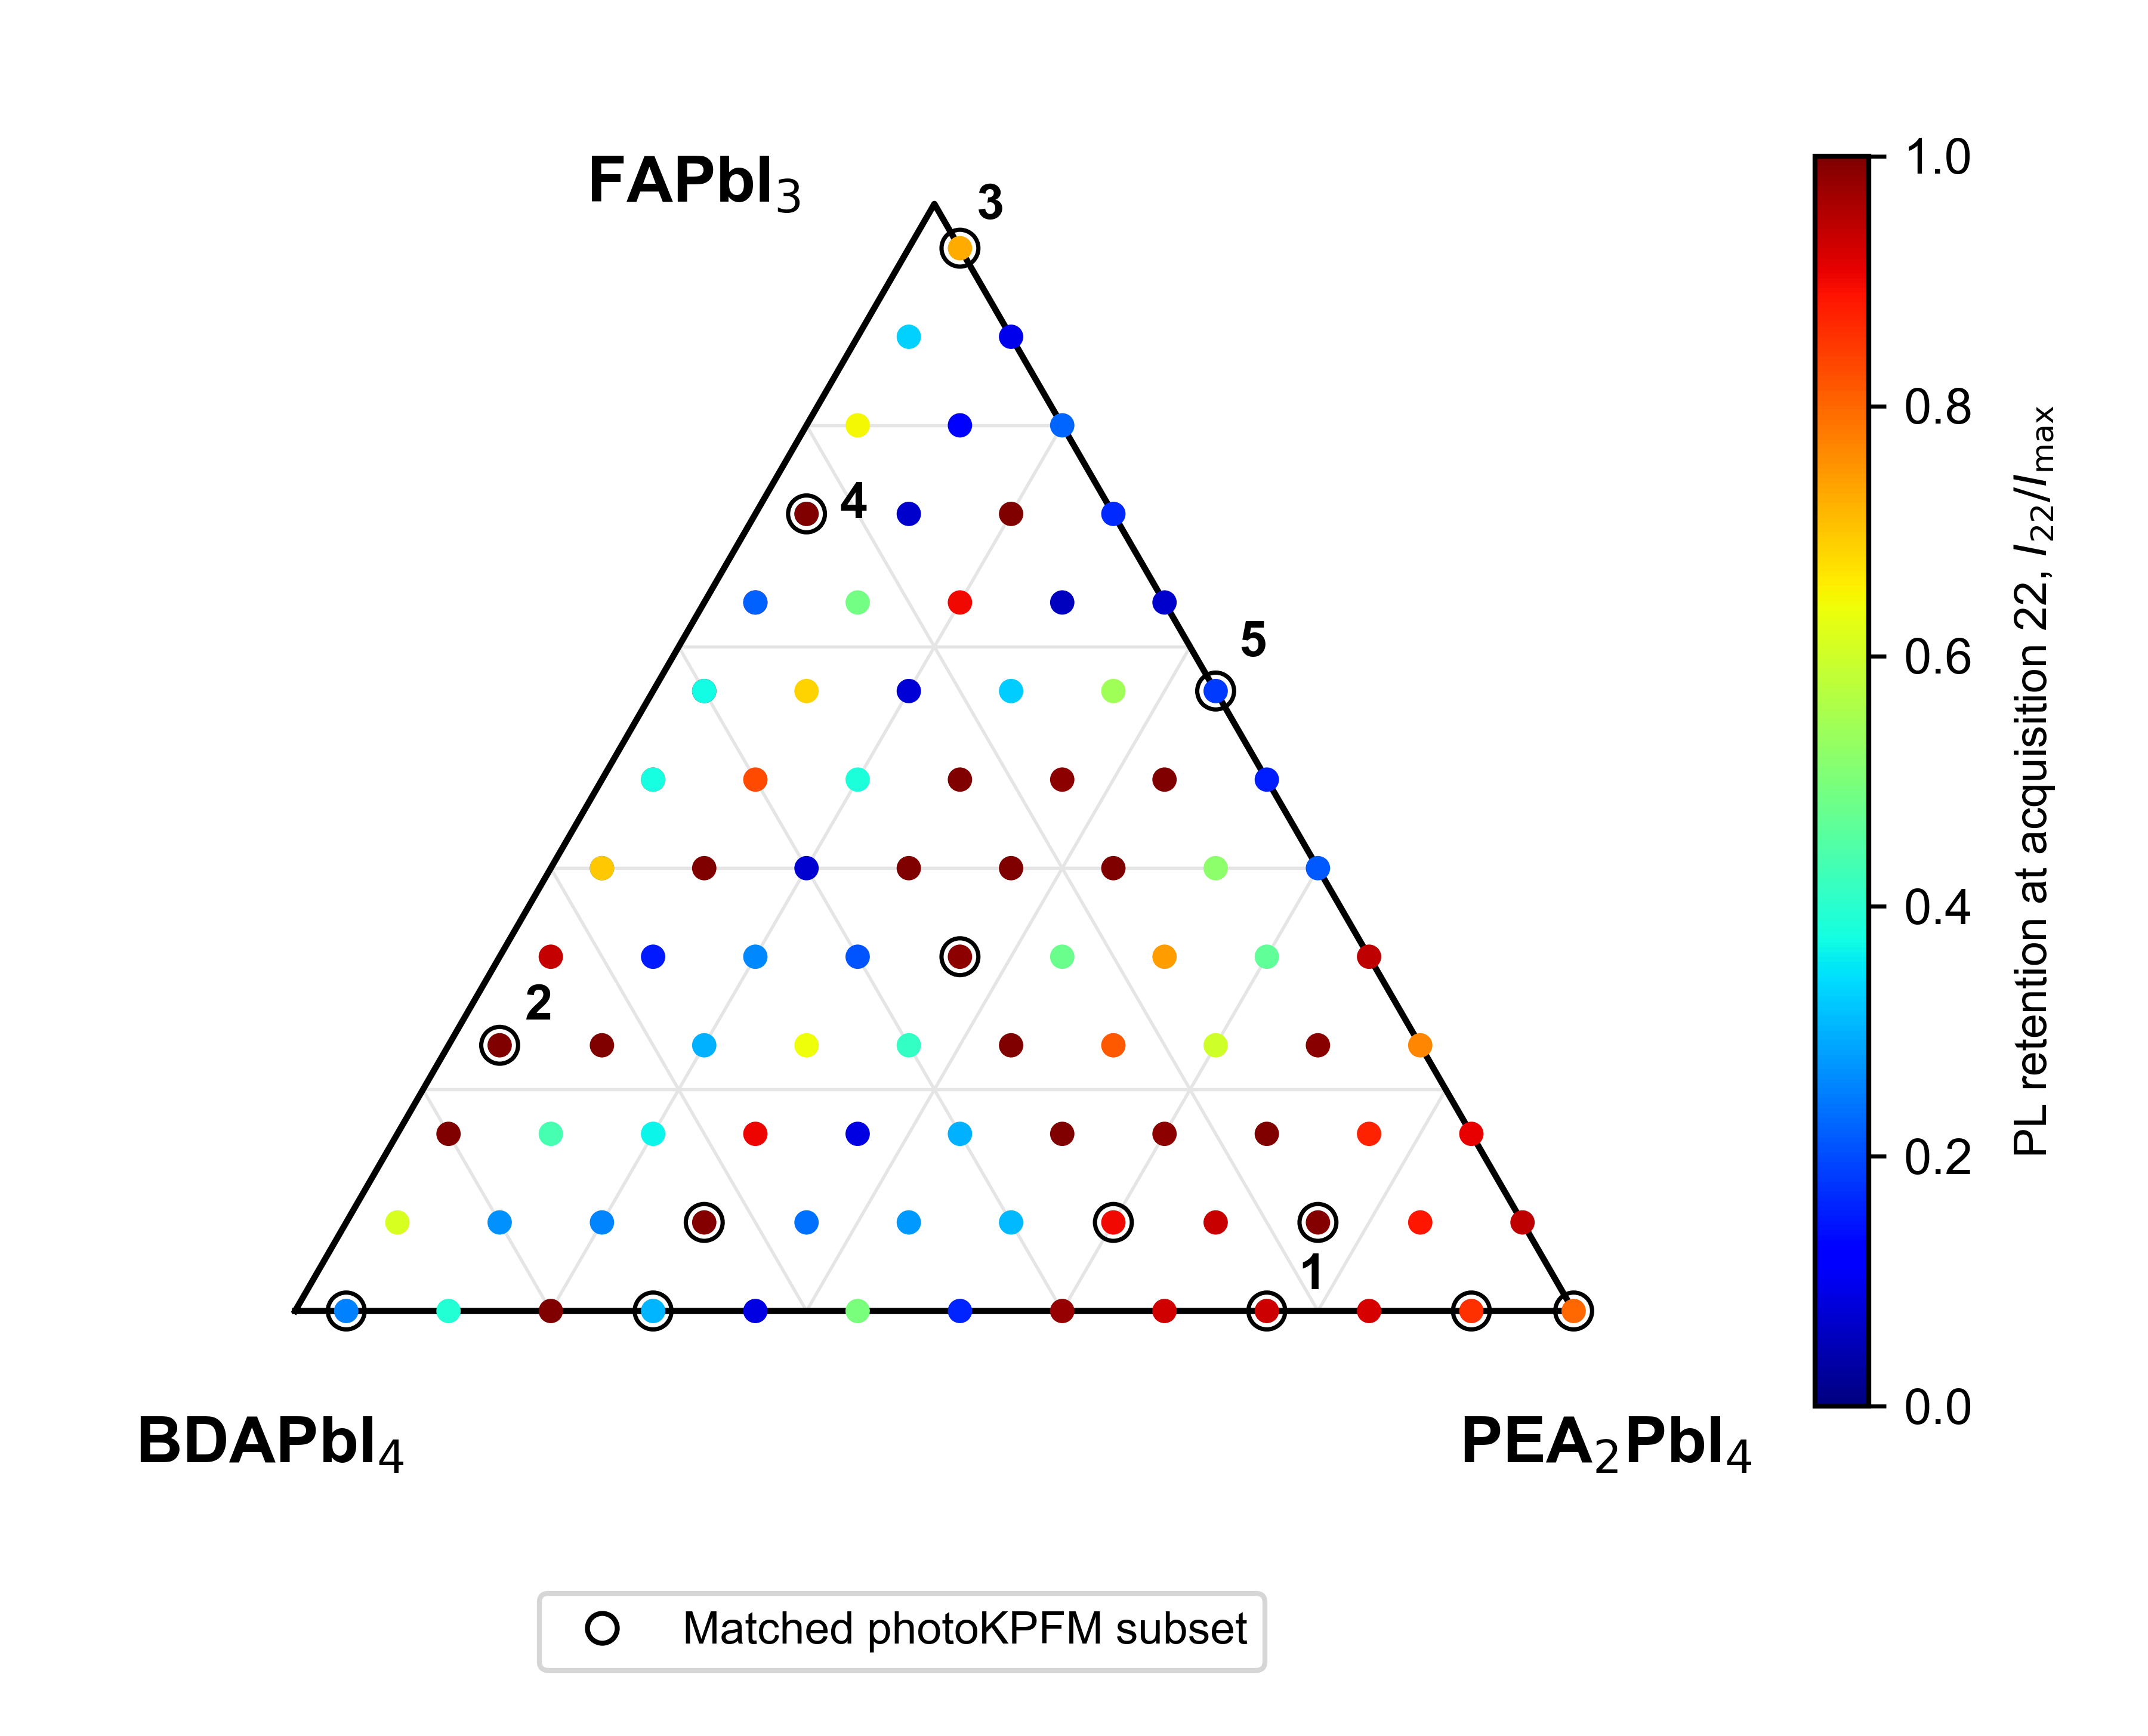 FAPbI₃
3
4
5
2
1
BDAPbI₄
PEA₂PbI₄
1.0
0.8
0.6
0.4
0.2
0.0
PL retention at acquisition 22, I₂₂/Iₘₐₓ
Matched photoKPFM subset